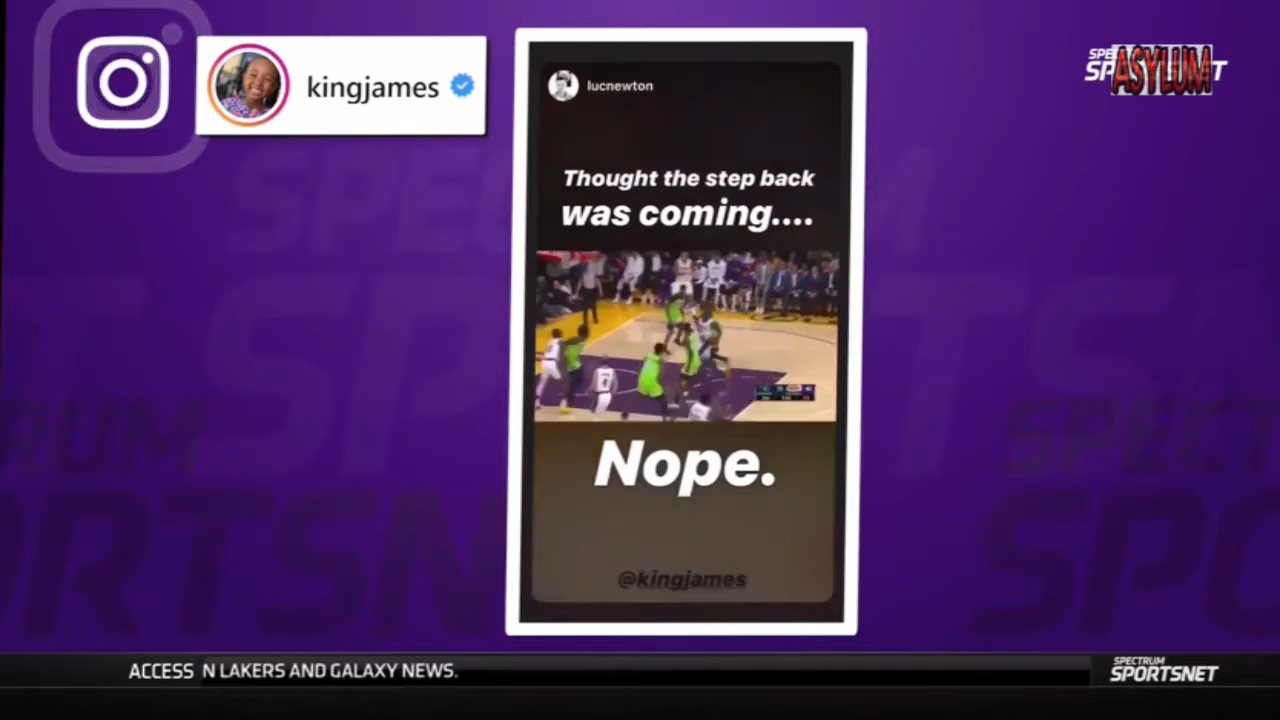 kingjames
lucnewton
Thought the step back
was coming....
Nope.
@kingjames
ASYLUM
ACCESS N LAKERS AND GALAXY NEWS.
SPECTRUM
SPORTSNET